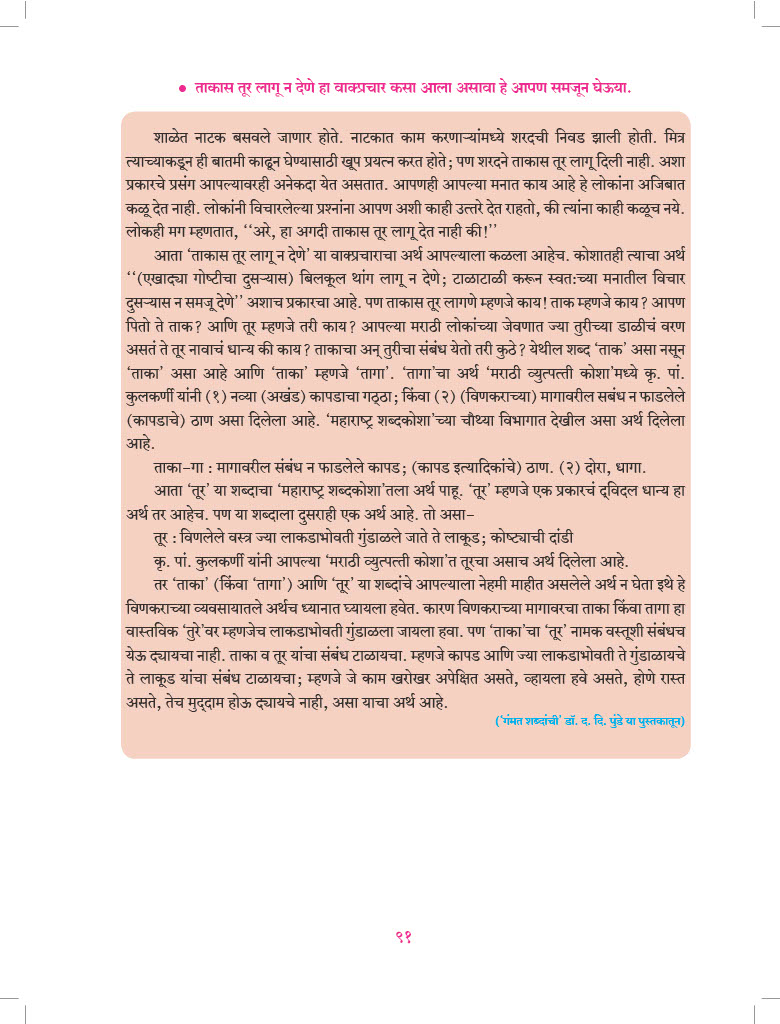 • ताकास तूर लागू न देणे हा वाक्प्रचार कसा आला असावा हे आपण समजून घेऊया.
शाळेत नाटक बसवले जाणार होते. नाटकात काम करणाऱ्यांमध्ये शरदची निवड झाली होती. मित्र
त्याच्याकडून ही बातमी काढून घेण्यासाठी खूप प्रयत्न करत होते; पण शरदने ताकास तूर लागू दिली नाही. अशा
प्रकारचे प्रसंग आपल्यावरही अनेकदा येत असतात. आपणही आपल्या मनात काय आहे हे लोकांना अजिबात
कळू देत नाही. लोकांनी विचारलेल्या प्रश्नांना आपण अशी काही उत्तरे देत राहतो, की त्यांना काही कळूच नये.
लोकही मग म्हणतात, ‘‘अरे, हा अगदी ताकास तूर लागू देत नाही की!’’
आता ‘ताकास तूर लागू न देणे’ या वाक्प्रचाराचा अर्थ आपल्याला कळला आहेच. कोशातही त्याचा अर्थ
‘‘(एखाद्या गोष्टीचा दुसऱ्यास) बिलकूल थांग लागू न देणे; टाळाटाळी करून स्वतःच्या मनातील विचार
दुसऱ्यास न समजू देणे’’ अशाच प्रकारचा आहे. पण ताकास तूर लागणे म्हणजे काय! ताक म्हणजे काय? आपण
पितो ते ताक? आणि तूर म्हणजे तरी काय? आपल्या मराठी लोकांच्या जेवणात ज्या तुरीच्या डाळीचं वरण
असतं ते तूर नावाचं धान्य की काय? ताकाचा अन् तुरीचा संबंध येतो तरी कुठे? येथील शब्द ‘ताक’ असा नसून
‘ताका’ असा आहे आणि ‘ताका’ म्हणजे ‘तागा’. ‘तागा’चा अर्थ ‘मराठी व्युत्पत्ती कोशा’मध्ये कृ. पां.
कुलकर्णी यांनी (१) नव्या (अखंड) कापडाचा गठ्ठा; किंवा (२) (विणकराच्या) मागावरील सबंध न फाडलेले
(कापडाचे) ठाण असा दिलेला आहे. ‘महाराष्ट्र शब्दकोशा’च्या चौथ्या विभागात देखील असा अर्थ दिलेला
आहे.
ताका-गा : मागावरील संबंध न फाडलेले कापड; (कापड इत्यादिकांचे) ठाण. (२) दोरा, धागा.
आता ‘तूर’ या शब्दाचा ‘महाराष्ट्र शब्दकोशा’तला अर्थ पाहू. ‘तूर’ म्हणजे एक प्रकारचं द्‌विदल धान्य हा
अर्थ तर आहेच. पण या शब्दाला दुसराही एक अर्थ आहे. तो असा-
तूर : विणलेले वस्त्र ज्या लाकडाभोवती गुंडाळले जाते ते लाकूड; कोष्ट्याची दांडी
कृ. पां. कुलकर्णी यांनी आपल्या ‘मराठी व्युत्पत्ती कोशा’त तूरचा असाच अर्थ दिलेला आहे.
तर ‘ताका’ (किंवा ‘तागा’) आणि ‘तूर’ या शब्दांचे आपल्याला नेहमी माहीत असलेले अर्थ न घेता इथे हे
विणकराच्या व्यवसायातले अर्थच ध्यानात घ्यायला हवेत. कारण विणकराच्या मागावरचा ताका किंवा तागा हा
वास्तविक ‘तुरे’वर म्हणजेच लाकडाभोवती गुंडाळला जायला हवा. पण ‘ताका’चा ‘तूर’ नामक वस्तूशी संबंधच
येऊ द्यायचा नाही. ताका व तूर यांचा संबंध टाळायचा. म्हणजे कापड आणि ज्या लाकडाभोवती ते गुंडाळायचे
ते लाकूड यांचा संबंध टाळायचा; म्हणजे जे काम खरोखर अपेक्षित असते, व्हायला हवे असते, होणे रास्त
असते, तेच मुद्‌दाम होऊ द्यायचे नाही, असा याचा अर्थ आहे.
(‘गंमत शब्दांची’ डॉ. द. दि. पुंडे या पुस्तकातून)
९१